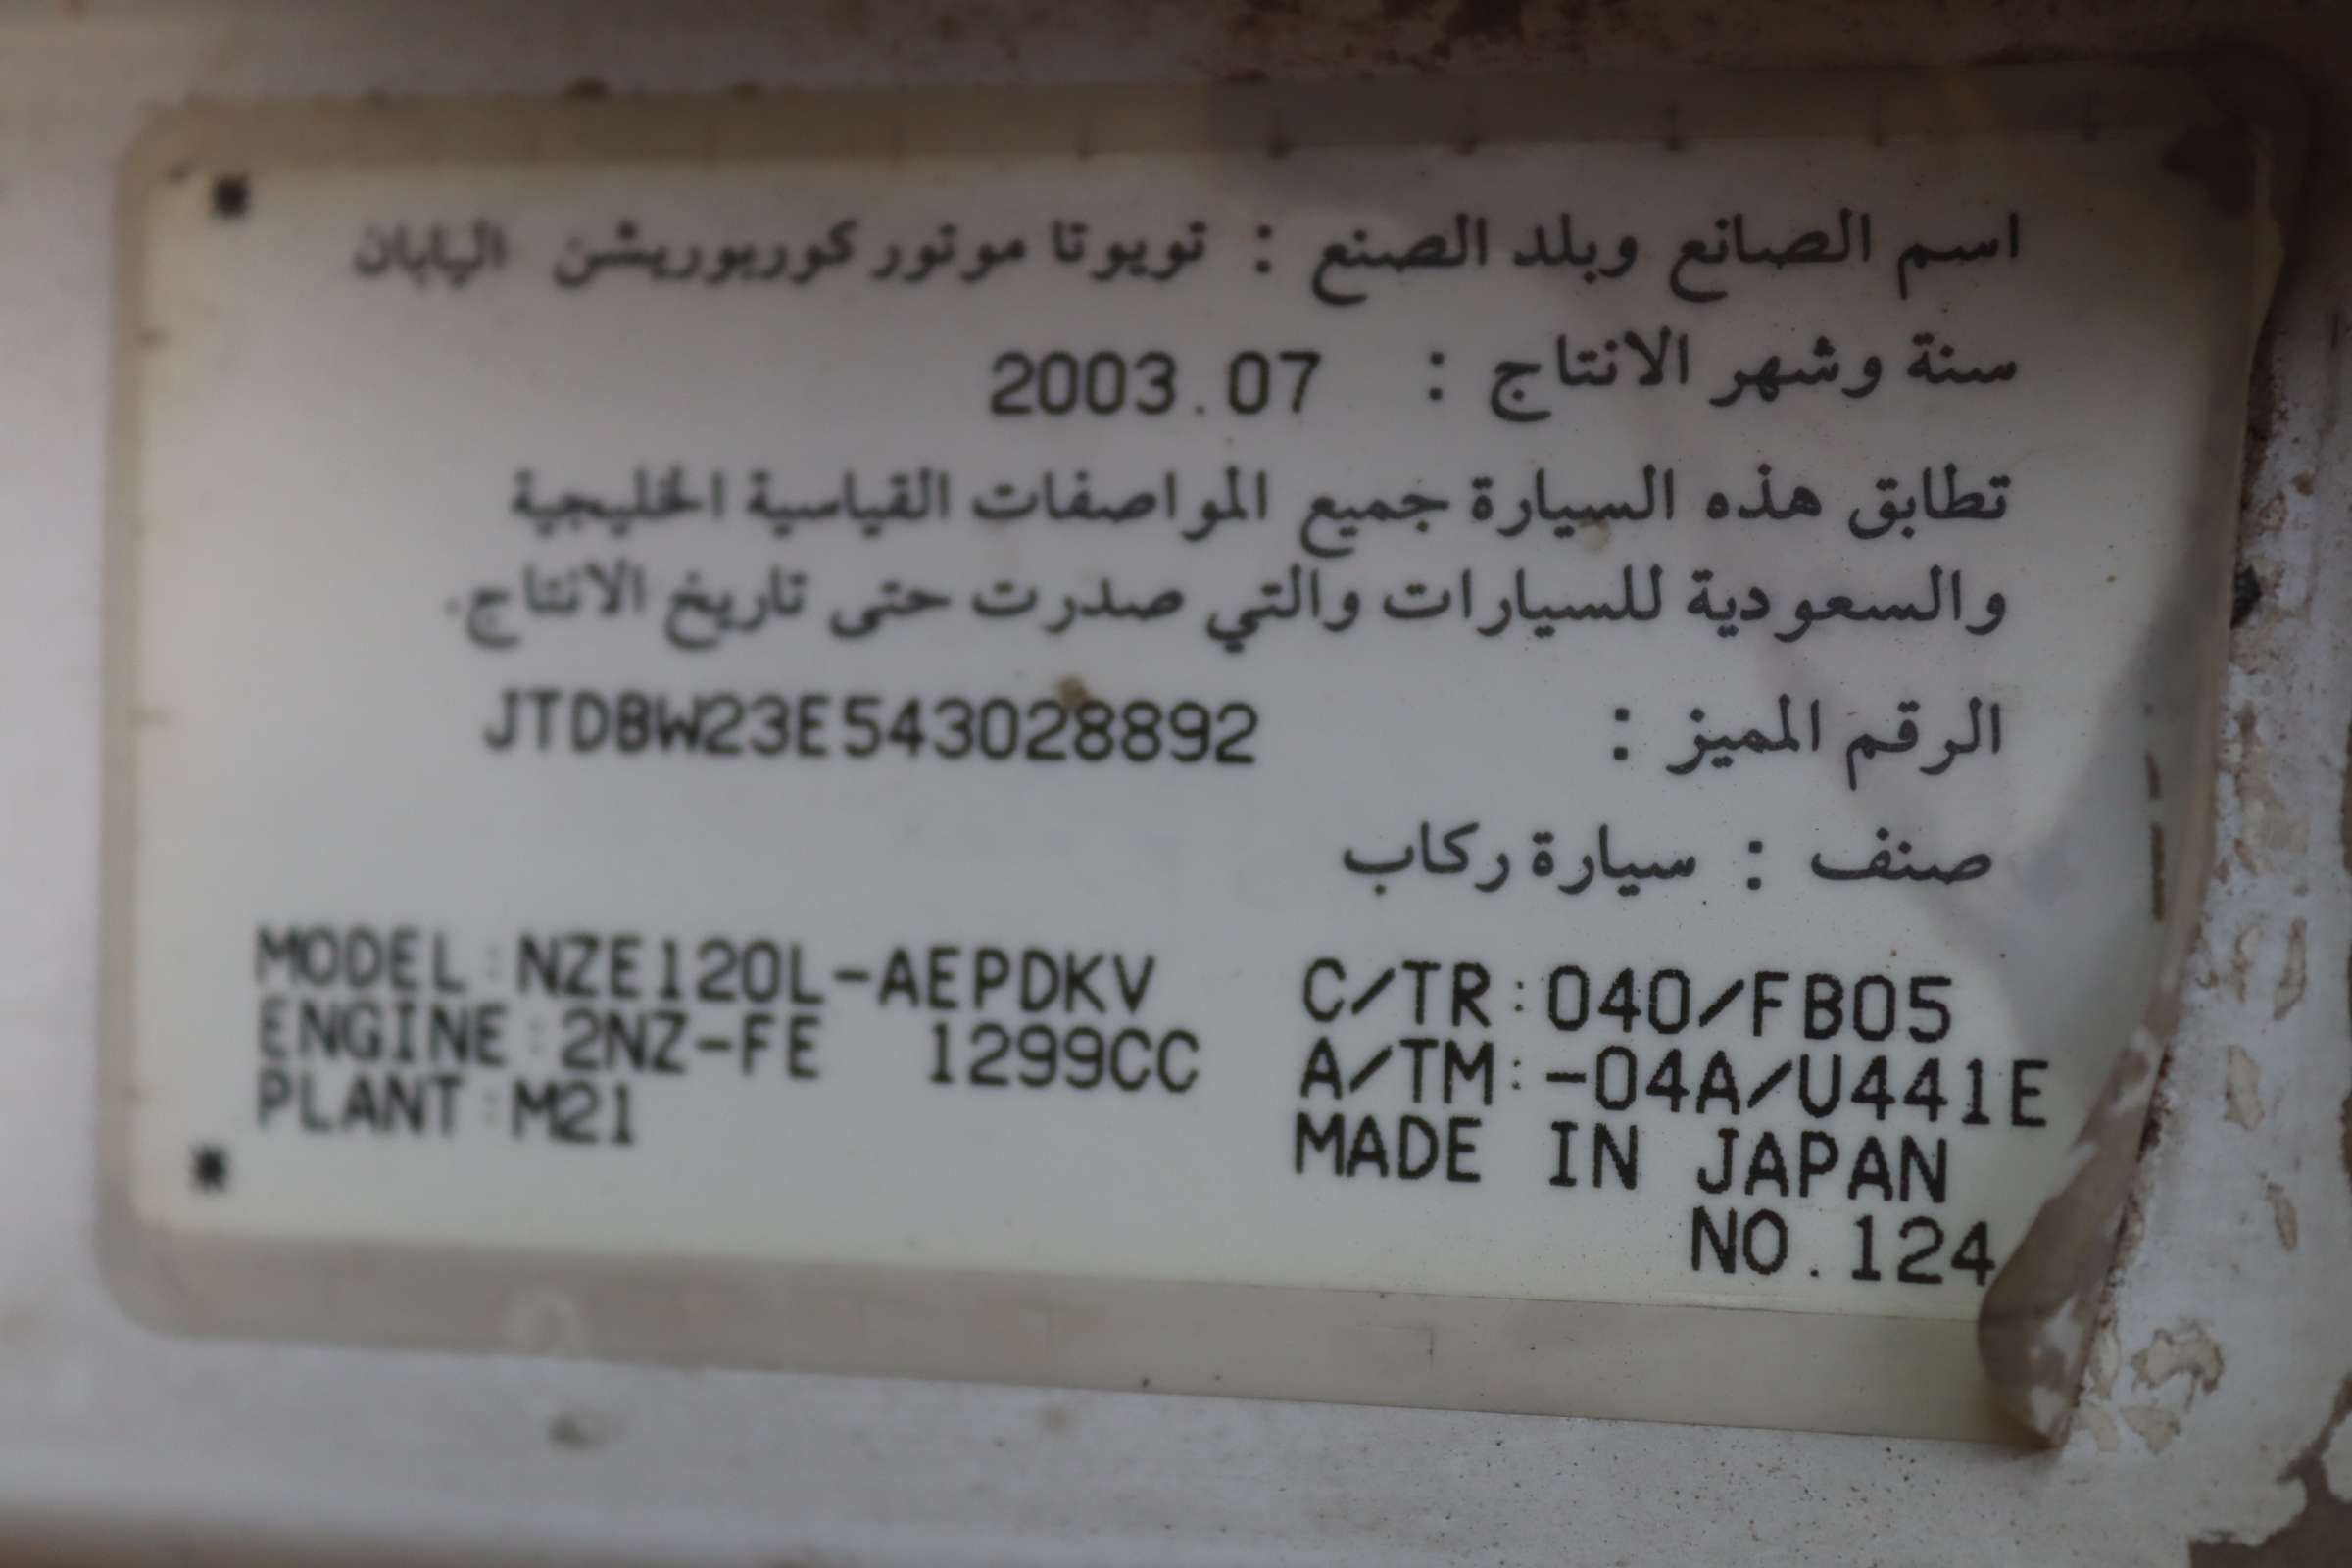 اسم الصانع وبلد الصنع : تويوتا موتور كوربوريشن اليابان
سنة وشهر الانتاج : 2003.07
تطابق هذه السيارة جميع المواصفات القياسية الخليجية
والسعودية للسيارات والتي صدرت حتى تاريخ الانتاج.
الرقم المميز : JTDBW23E543028892
صنف : سيارة ركاب
MODEL:NZE120L-AEPDKV C/TR:040/FB05
ENGINE:2NZ-FE 1299CC A/TM:-04A/U441E
PLANT:M21 MADE IN JAPAN
NO.124